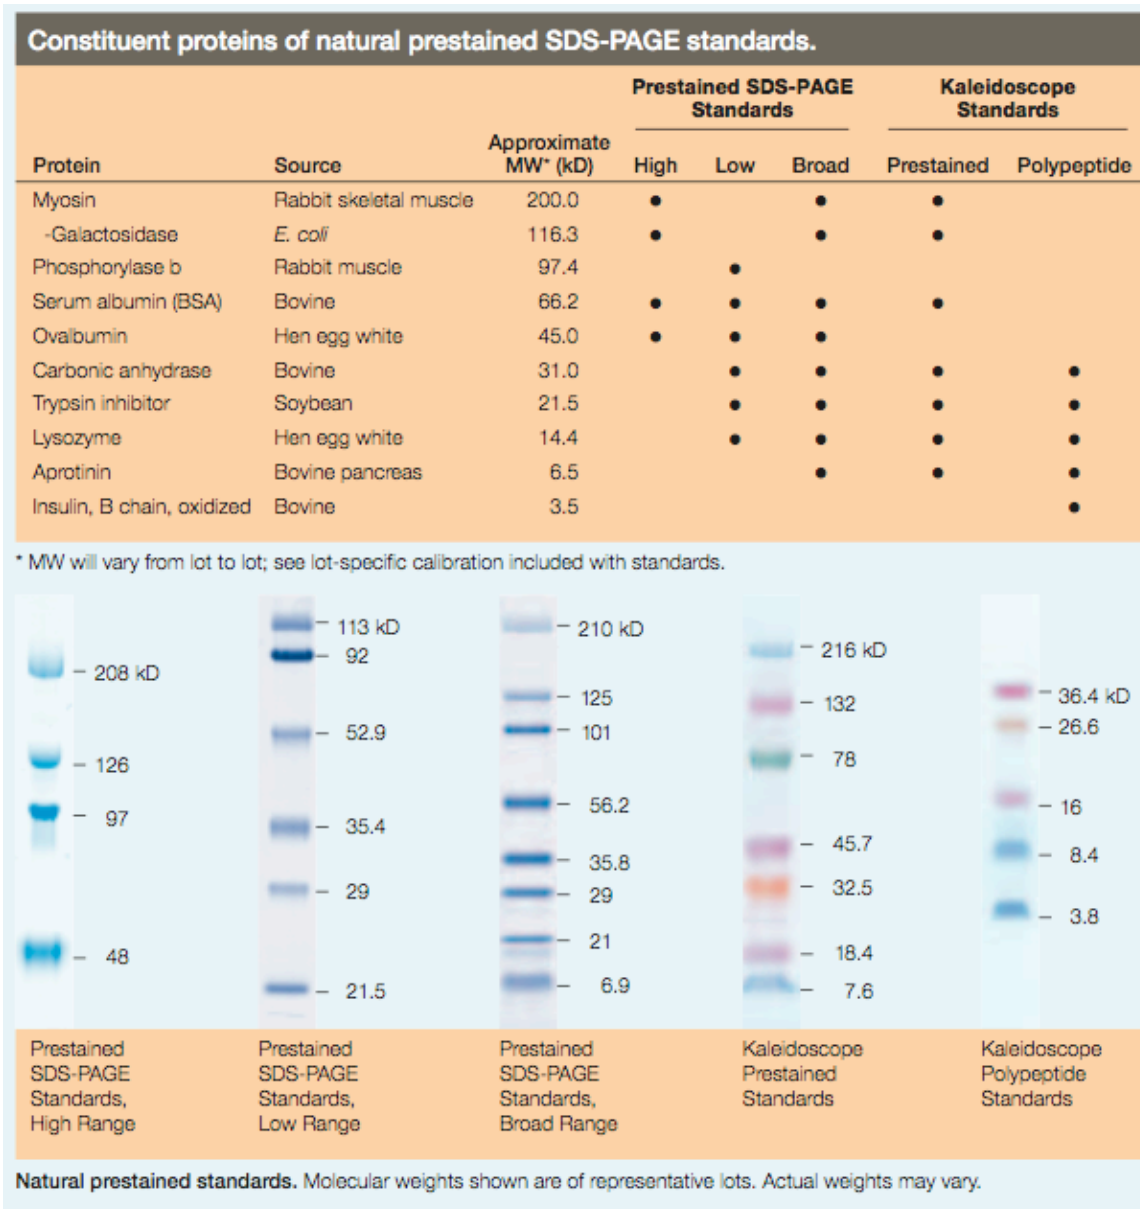 Constituent proteins of natural prestained SDS-PAGE standards.
Prestained SDS-PAGE Kaleidoscope
Standards Standards
Approximate
Protein Source MW* (kD) High Low Broad Prestained Polypeptide
Myosin Rabbit skeletal muscle 200.0 • • •
-Galactosidase E. coli 116.3 • • •
Phosphorylase b Rabbit muscle 97.4 •
Serum albumin (BSA) Bovine 66.2 • • • •
Ovalbumin Hen egg white 45.0 • • •
Carbonic anhydrase Bovine 31.0 • • • •
Trypsin inhibitor Soybean 21.5 • • • •
Lysozyme Hen egg white 14.4 • • • •
Aprotinin Bovine pancreas 6.5 • • •
Insulin, B chain, oxidized Bovine 3.5 •
* MW will vary from lot to lot; see lot-specific calibration included with standards.
208 kD
126
97
48
113 kD
92
52.9
35.4
29
21.5
210 kD
125
101
56.2
35.8
29
21
6.9
216 kD
132
78
45.7
32.5
18.4
7.6
36.4 kD
26.6
16
8.4
3.8
Prestained
SDS-PAGE
Standards,
High Range
Prestained
SDS-PAGE
Standards,
Low Range
Prestained
SDS-PAGE
Standards,
Broad Range
Kaleidoscope
Prestained
Standards
Kaleidoscope
Polypeptide
Standards
Natural prestained standards. Molecular weights shown are of representative lots. Actual weights may vary.